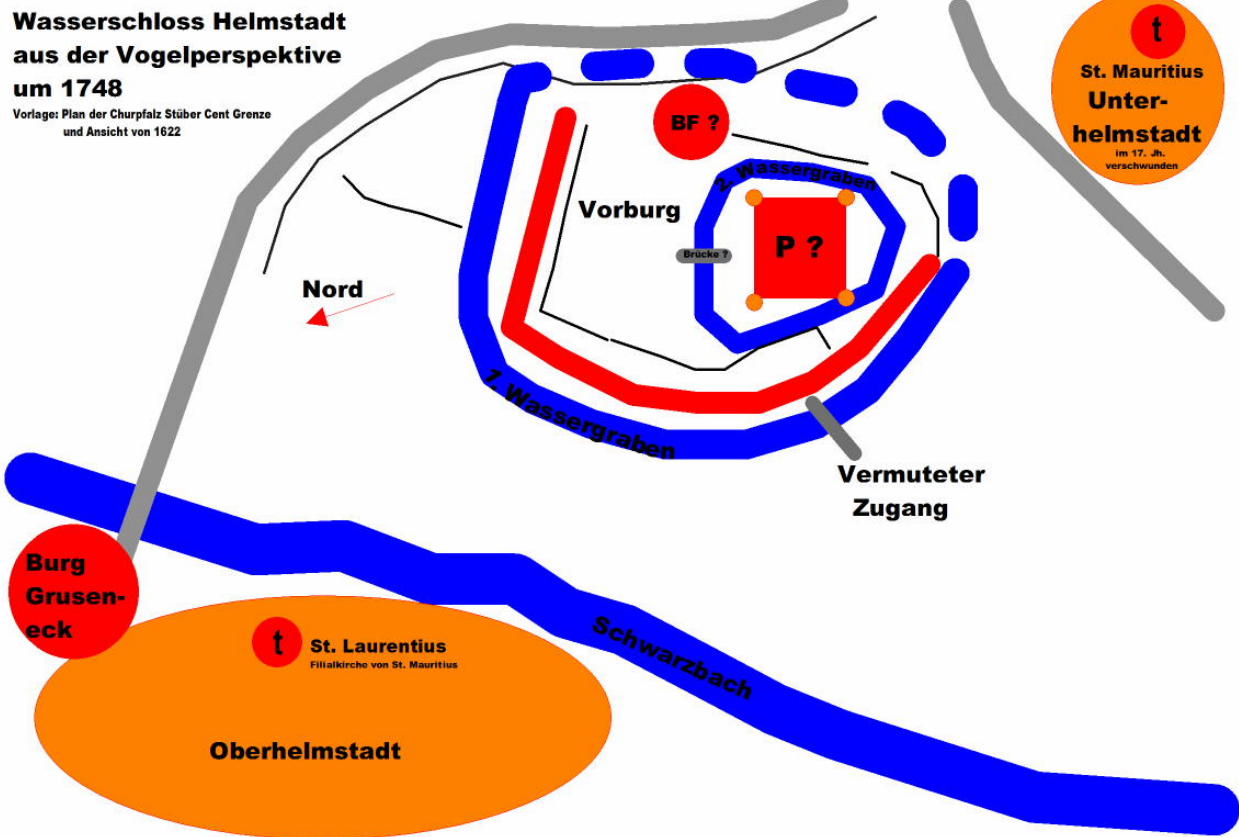 Wasserschloss Helmstadt
aus der Vogelperspektive
um 1748
Vorlage: Plan der Churpfalz Stüber Cent Grenze
und Ansicht von 1622
t
St. Mauritius
Unter-
helmstadt
im 17. Jh.
verschwunden
BF ?
2. Wassergraben
Vorburg
P ?
Brücke ?
Nord
1. Wassergraben
Vermuteter
Zugang
Burg
Grusen-
eck
Schwarzbach
t
St. Laurentius
Filialkirche von St. Mauritius
Oberhelmstadt